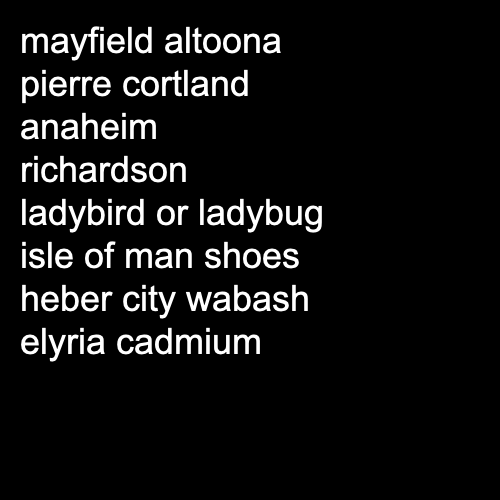 mayfield altoona
pierre cortland
anaheim
richardson
ladybird or ladybug
isle of man shoes
heber city wabash
elyria cadmium